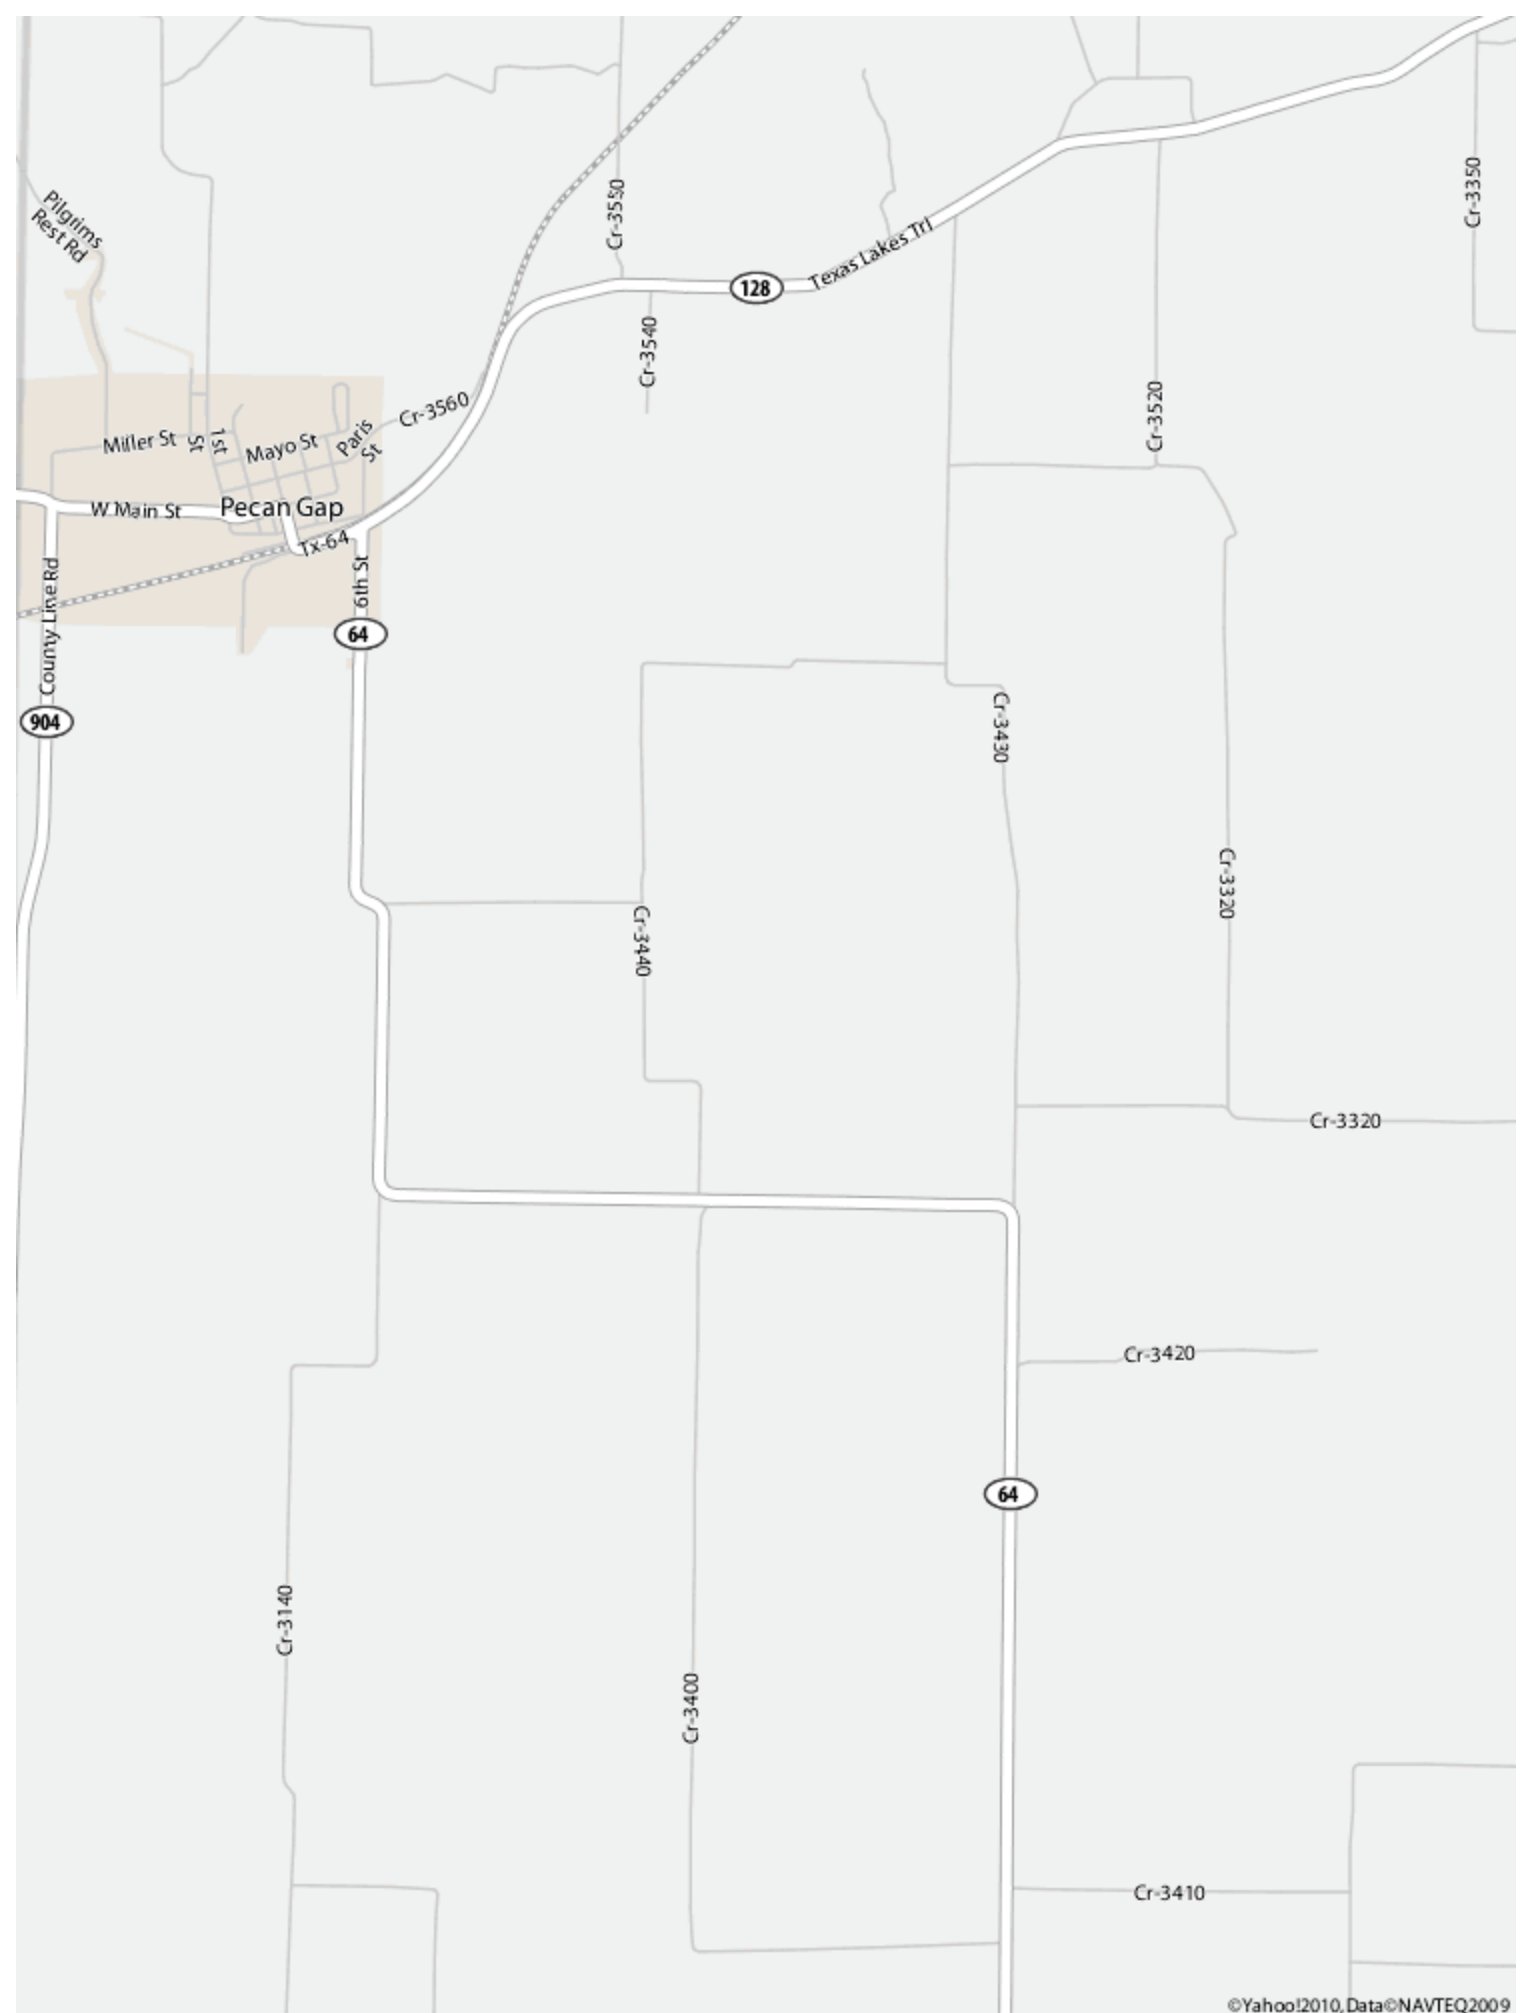 Cr-3350
Pilgrims
Rest Rd
Cr-3550
Texas Lakes Trl
128
Cr-3540
Cr-3520
Cr-3560
Miller St
1st
St
Mayo St
Paris
St
W Main St
Pecan Gap
Tx-64
6th St
County Line Rd
64
904
Cr-3430
Cr-3320
Cr-3440
Cr-3320
Cr-3420
64
Cr-3140
Cr-3400
Cr-3410
©Yahoo!2010, Data©NAVTEQ2009